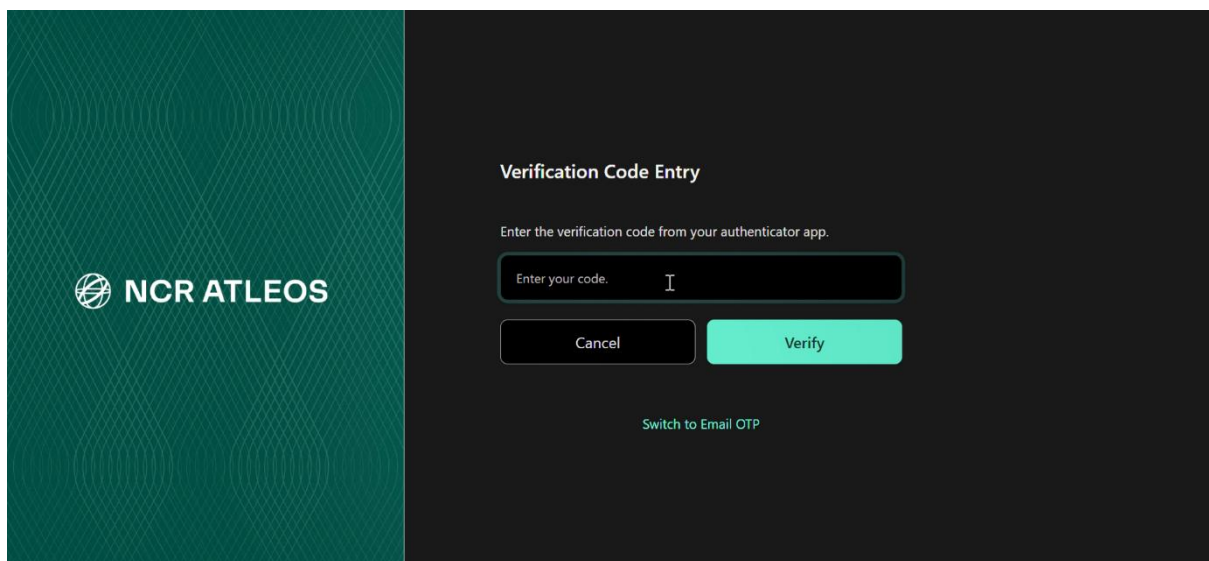 Verification Code Entry
Enter the verification code from your authenticator app.
NCR ATLEOS
Enter your code.
Cancel
Verify
Switch to Email OTP